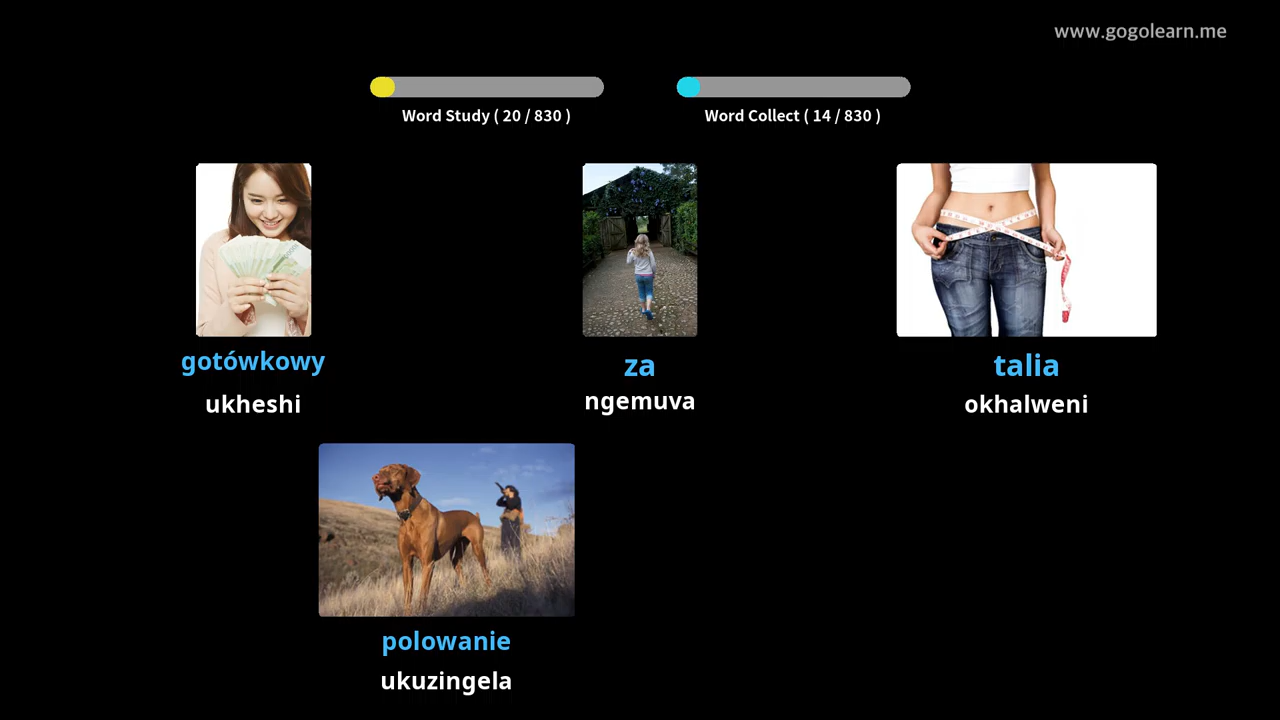 www.gogolearn.me
Word Study ( 20 / 830 )
Word Collect ( 14 / 830 )
gotówkowy
ukheshi
za
ngemuva
talia
okhalweni
polowanie
ukuzingela